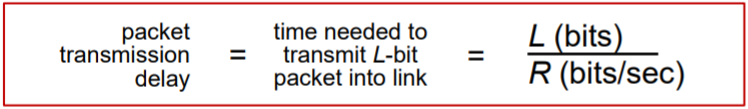 packet
transmission
delay
=
time needed to
transmit L-bit
packet into link
=
L (bits)
R (bits/sec)